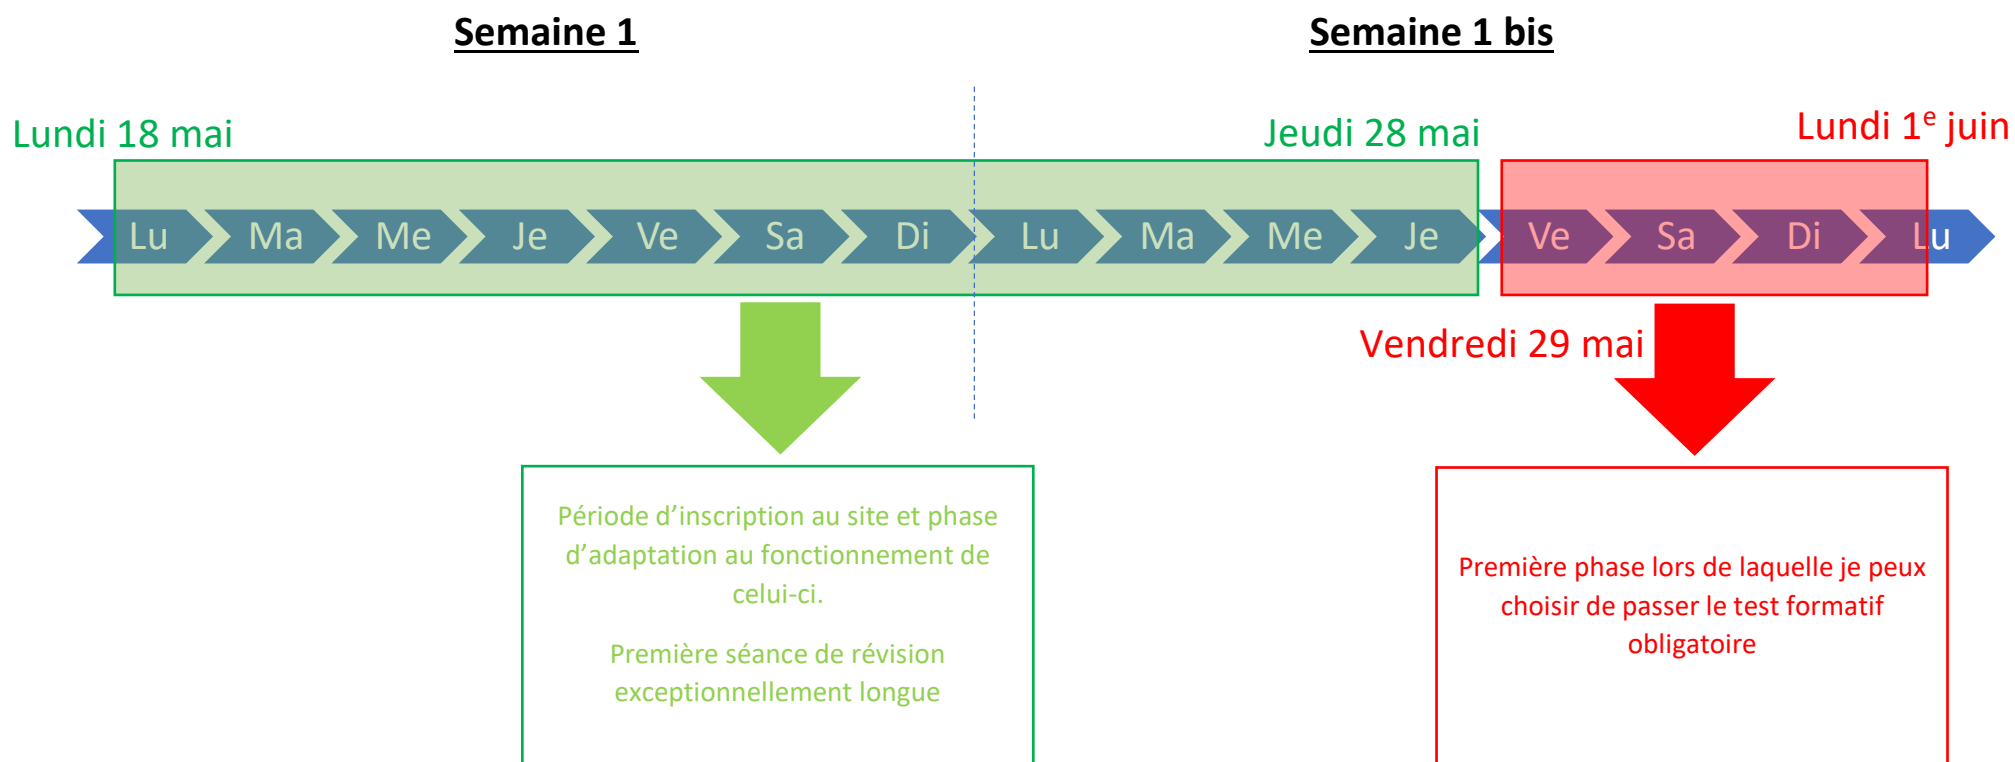 Semaine 1
Semaine 1 bis
Lundi 18 mai
Jeudi 28 mai
Lundi 1e juin
Lu Ma Me Je Ve Sa Di Lu Ma Me Je Ve Sa Di Lu
Vendredi 29 mai
Période d’inscription au site et phase
d’adaptation au fonctionnement de
celui-ci.
Première séance de révision
exceptionnellement longue
Première phase lors de laquelle je peux
choisir de passer le test formatif
obligatoire